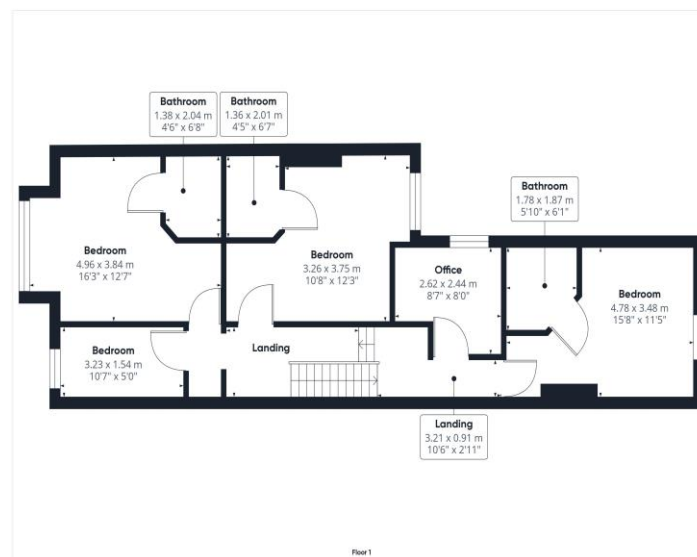 Bathroom
1.38 x 2.04 m
4'6" x 6'8"
Bathroom
1.36 x 2.01 m
4'5" x 6'7"
Bathroom
1.78 x 1.87 m
5'10" x 6'1"
Bedroom
4.96 x 3.84 m
16'3" x 12'7"
Bedroom
3.26 x 3.75 m
10'8" x 12'3"
Office
2.62 x 2.44 m
8'7" x 8'0"
Bedroom
4.78 x 3.48 m
15'8" x 11'5"
Bedroom
3.23 x 1.54 m
10'7" x 5'0"
Landing
Landing
3.21 x 0.91 m
10'6" x 2'11"
Floor 1